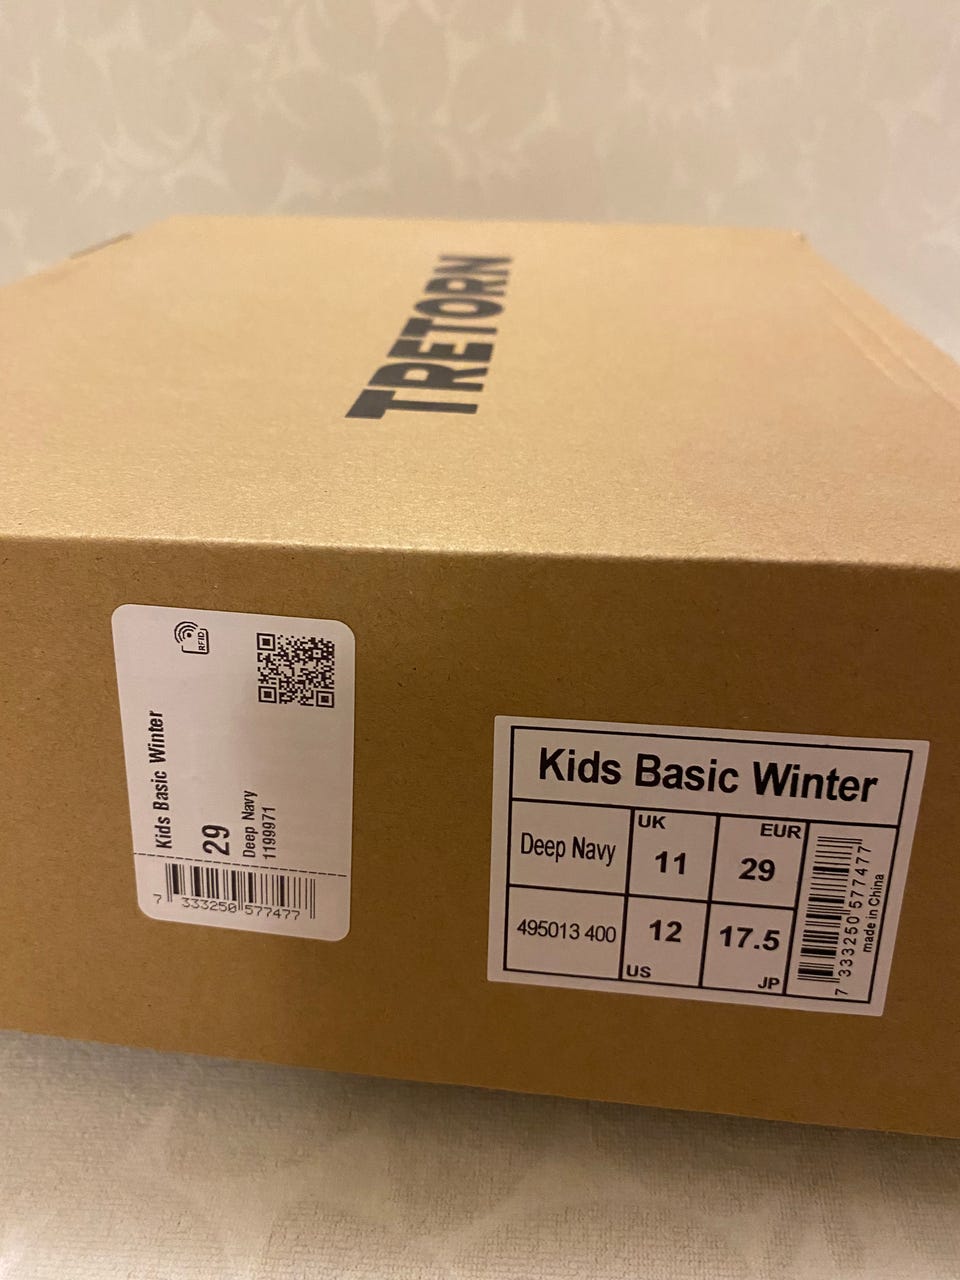 TRETORN
RFID
Kids Basic Winter
29
Deep Navy
1199971
7 333250 577477
Kids Basic Winter
Deep Navy
UK
11
EUR
29
495013 400
12
US
17.5
JP
7 333250 577477
made in China